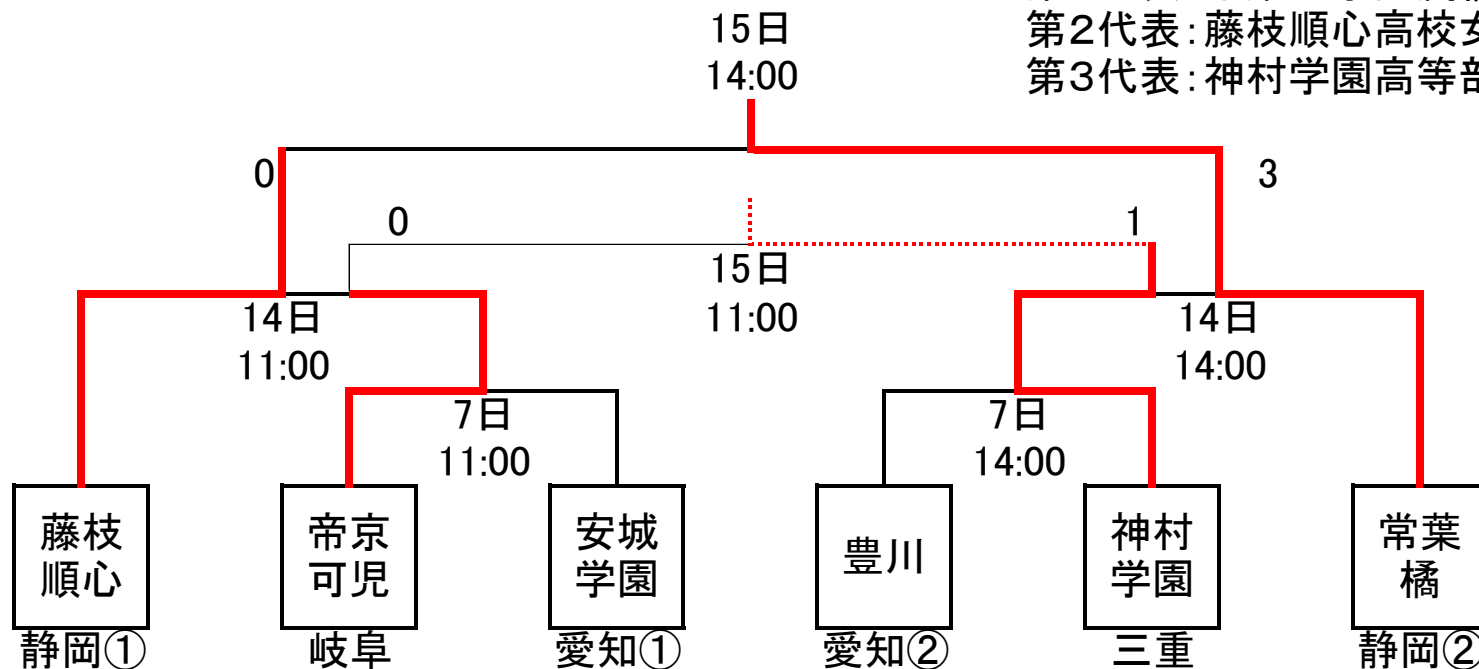 15日
14:00
第2代表:藤枝順心高校
第3代表:神村学園高等部
0
3
0
1
15日
11:00
14日
11:00
14日
14:00
7日
11:00
7日
14:00
藤枝
順心
帝京
可児
安城
学園
豊川
神村
学園
常葉
橘
静岡①
岐阜
愛知①
愛知②
三重
静岡②